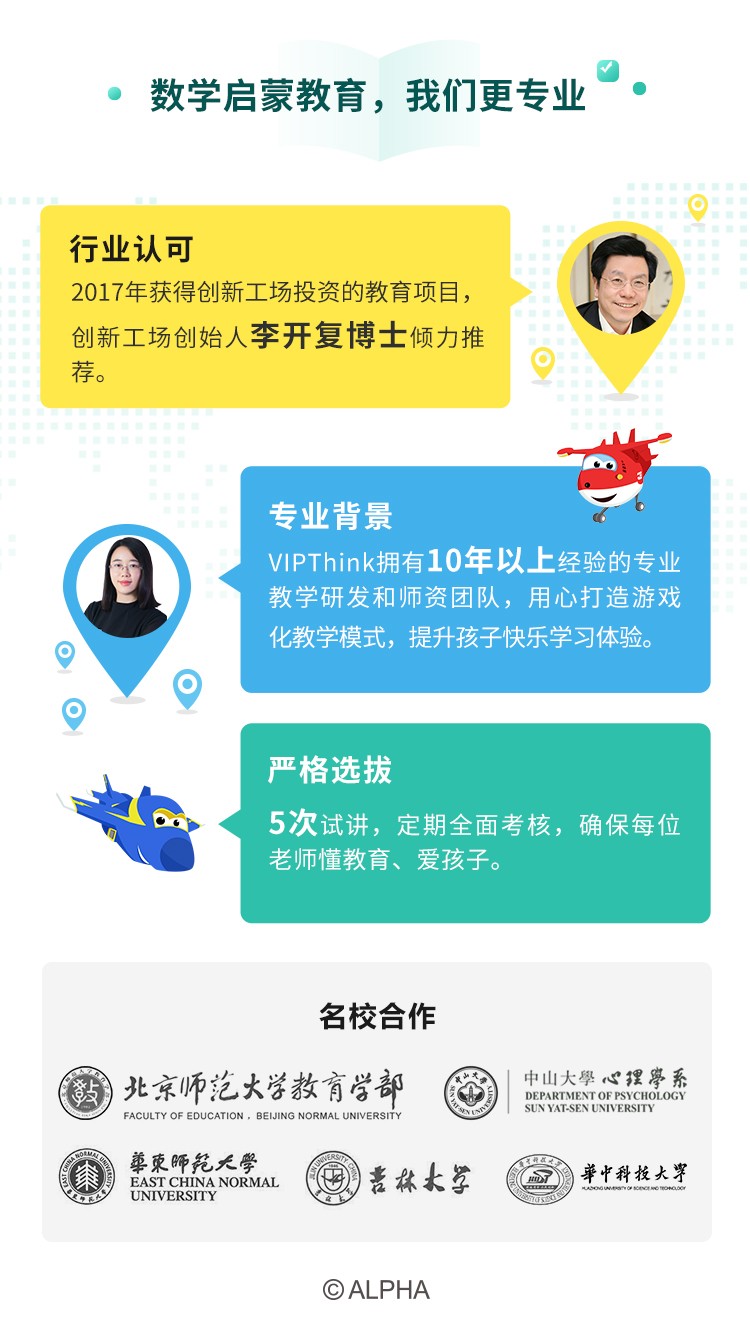 数学启蒙教育，我们更专业
行业认可
2017年获得创新工场投资的教育项目，
创新工场创始人李开复博士倾力推
荐。
专业背景
VIPThink拥有10年以上经验的专业
教学研发和师资团队，用心打造游戏
化教学模式，提升孩子快乐学习体验。
严格选拔
5次试讲，定期全面考核，确保每位
老师懂教育、爱孩子。
名校合作
北京师范大学教育学部
FACULTY OF EDUCATION , BEIJING NORMAL UNIVERSITY
中山大學 心理學系
DEPARTMENT OF PSYCHOLOGY
SUN YAT-SEN UNIVERSITY
華東師範大學
EAST CHINA NORMAL
UNIVERSITY
吉林大学
華中科技大學
HUAZHONG UNIVERSITY OF SCIENCE AND TECHNOLOGY
© ALPHA